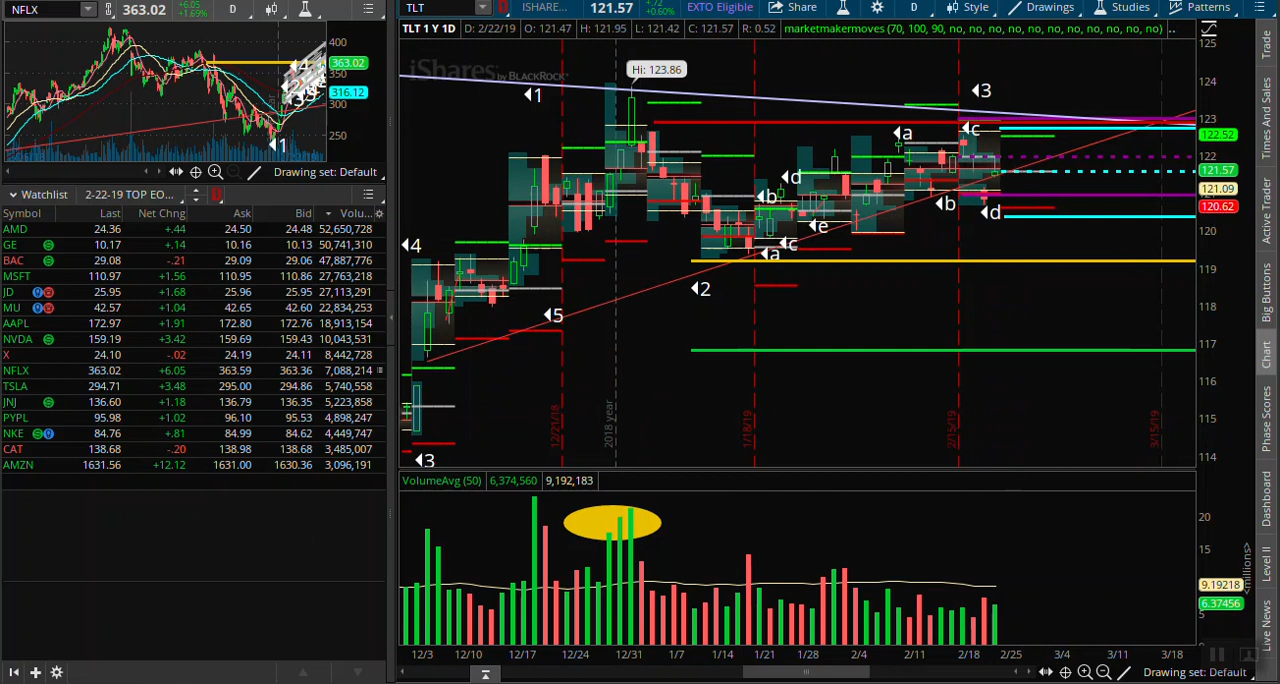 NFLX 363.02 +6.05 +1.69% D
400
363.02
350
316.12
300
250
4
3
1
Drawing set: Default
Watchlist 2-22-19 TOP EO...
Symbol Last Net Chng Ask Bid Volu...
AMD 24.36 +.44 24.50 24.48 52,650,728
GE 10.17 +.14 10.16 10.13 50,741,310
BAC 29.08 -.21 29.09 29.06 47,887,776
MSFT 110.97 +1.56 110.95 110.86 27,763,218
JD 25.95 +1.68 25.96 25.95 27,113,291
MU 42.57 +1.04 42.65 42.60 22,834,253
AAPL 172.97 +1.91 172.80 172.76 18,913,154
NVDA 159.19 +3.42 159.69 159.43 10,043,531
X 24.10 -.02 24.19 24.11 8,442,728
NFLX 363.02 +6.05 363.59 363.36 7,088,214
TSLA 294.71 +3.48 295.00 294.86 5,740,558
JNJ 136.60 +1.18 136.79 136.35 5,223,858
PYPL 95.98 +1.02 96.10 95.53 4,898,247
NKE 84.76 +.81 84.99 84.62 4,449,747
CAT 138.68 -.20 138.98 138.68 3,485,007
AMZN 1631.56 +12.12 1631.00 1630.36 3,096,191
TLT ISHARE... 121.57 +.72 +0.60% EXTO Eligible Share D Style Drawings Studies Patterns
TLT 1 Y 1D D: 2/22/19 O: 121.47 H: 121.95 L: 121.42 C: 121.57 R: 0.52 marketmakermoves (70, 100, 90, no, no, no, no, no, no, no, no, no, no, no, no) ..
iShares by BLACKROCK
Hi: 123.86
1
3
a
c
d
b
b
d
e
c
a
4
2
5
3
125
124
123
122.52
122
121.57
121.09
120.62
120
119
118
117
116
115
114
12/21/18
2018 year
1/18/19
2/15/19
3/15/19
VolumeAvg (50) 6,374,560 9,192,183
20
15
9.19218
6.37456
5
<millions>
12/3 12/10 12/17 12/24 12/31 1/7 1/14 1/21 1/28 2/4 2/11 2/18 2/25 3/4 3/11 3/18
Drawing set: Default
Trade
Times And Sales
Active Trader
Big Buttons
Chart
Phase Scores
Dashboard
Level II
Live News